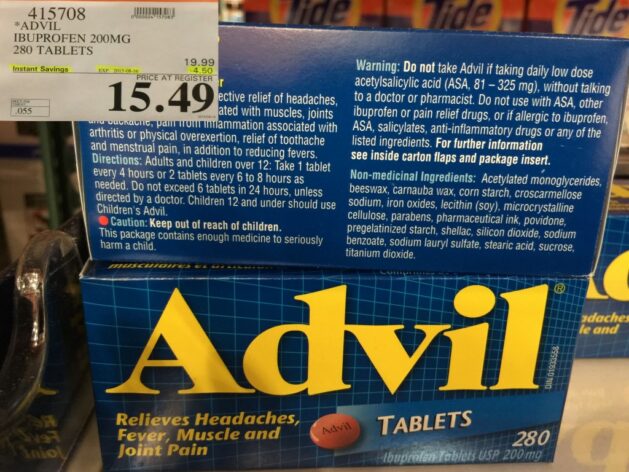 415708
*ADVIL
IBUPROFEN 200MG
280 TABLETS
19.99
Instant Savings
-4.50
PRICE AT REGISTER
15.49
.055
Tide Tide Tide
ective relief of headaches,
ated with muscles, joints
and backache, pain from inflammation associated with
arthritis or physical overexertion, relief of toothache
and menstrual pain, in addition to reducing fevers.
Directions: Adults and children over 12: Take 1 tablet
every 4 hours or 2 tablets every 6 to 8 hours as
needed. Do not exceed 6 tablets in 24 hours, unless
directed by a doctor. Children 12 and under should use
Children's Advil.
Caution: Keep out of reach of children.
This package contains enough medicine to seriously
harm a child.
Warning: Do not take Advil if taking daily low dose
acetylsalicylic acid (ASA, 81 – 325 mg), without talking
to a doctor or pharmacist. Do not use with ASA, other
ibuprofen or pain relief drugs, or if allergic to ibuprofen,
ASA, salicylates, anti-inflammatory drugs or any of the
listed ingredients. For further information
see inside carton flaps and package insert.
Non-medicinal Ingredients: Acetylated monoglycerides,
beeswax, carnauba wax, corn starch, croscarmellose
sodium, iron oxides, lecithin (soy), microcrystalline
cellulose, parabens, pharmaceutical ink, povidone,
pregelatinized starch, shellac, silicon dioxide, sodium
benzoate, sodium lauryl sulfate, stearic acid, sucrose,
titanium dioxide.
Advil®
Relieves Headaches,
Fever, Muscle and
Joint Pain
Advil
TABLETS
280
Ibuprofen Tablets USP 200 mg
adaches
le and